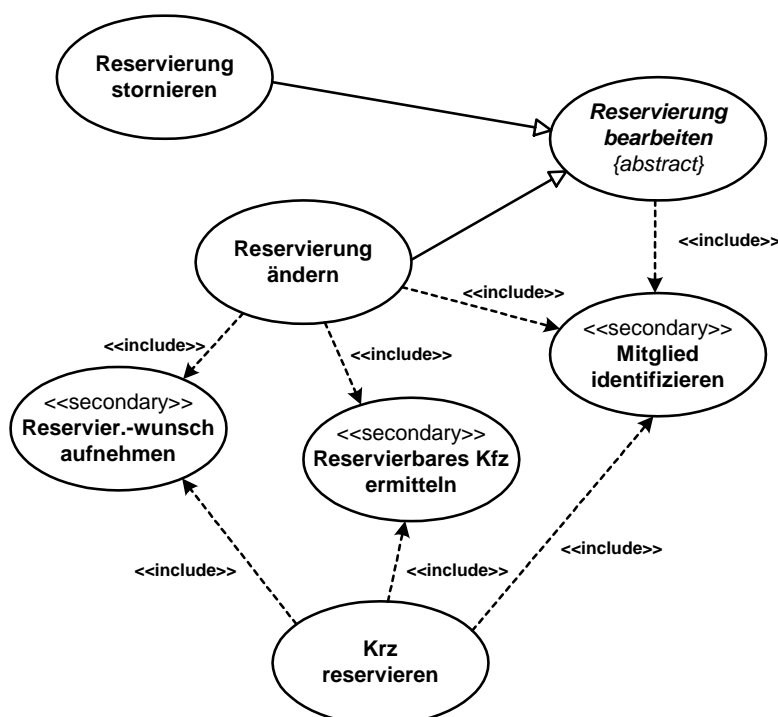 Reservierung
stornieren
Reservierung
bearbeiten
{abstract}
Reservierung
ändern
<<include>>
<<include>>
<<include>>
<<include>>
<<secondary>>
Mitglied
identifizieren
<<secondary>>
Reservier.-wunsch
aufnehmen
<<secondary>>
Reservierbares Kfz
ermitteln
<<include>>
<<include>>
<<include>>
Krz
reservieren